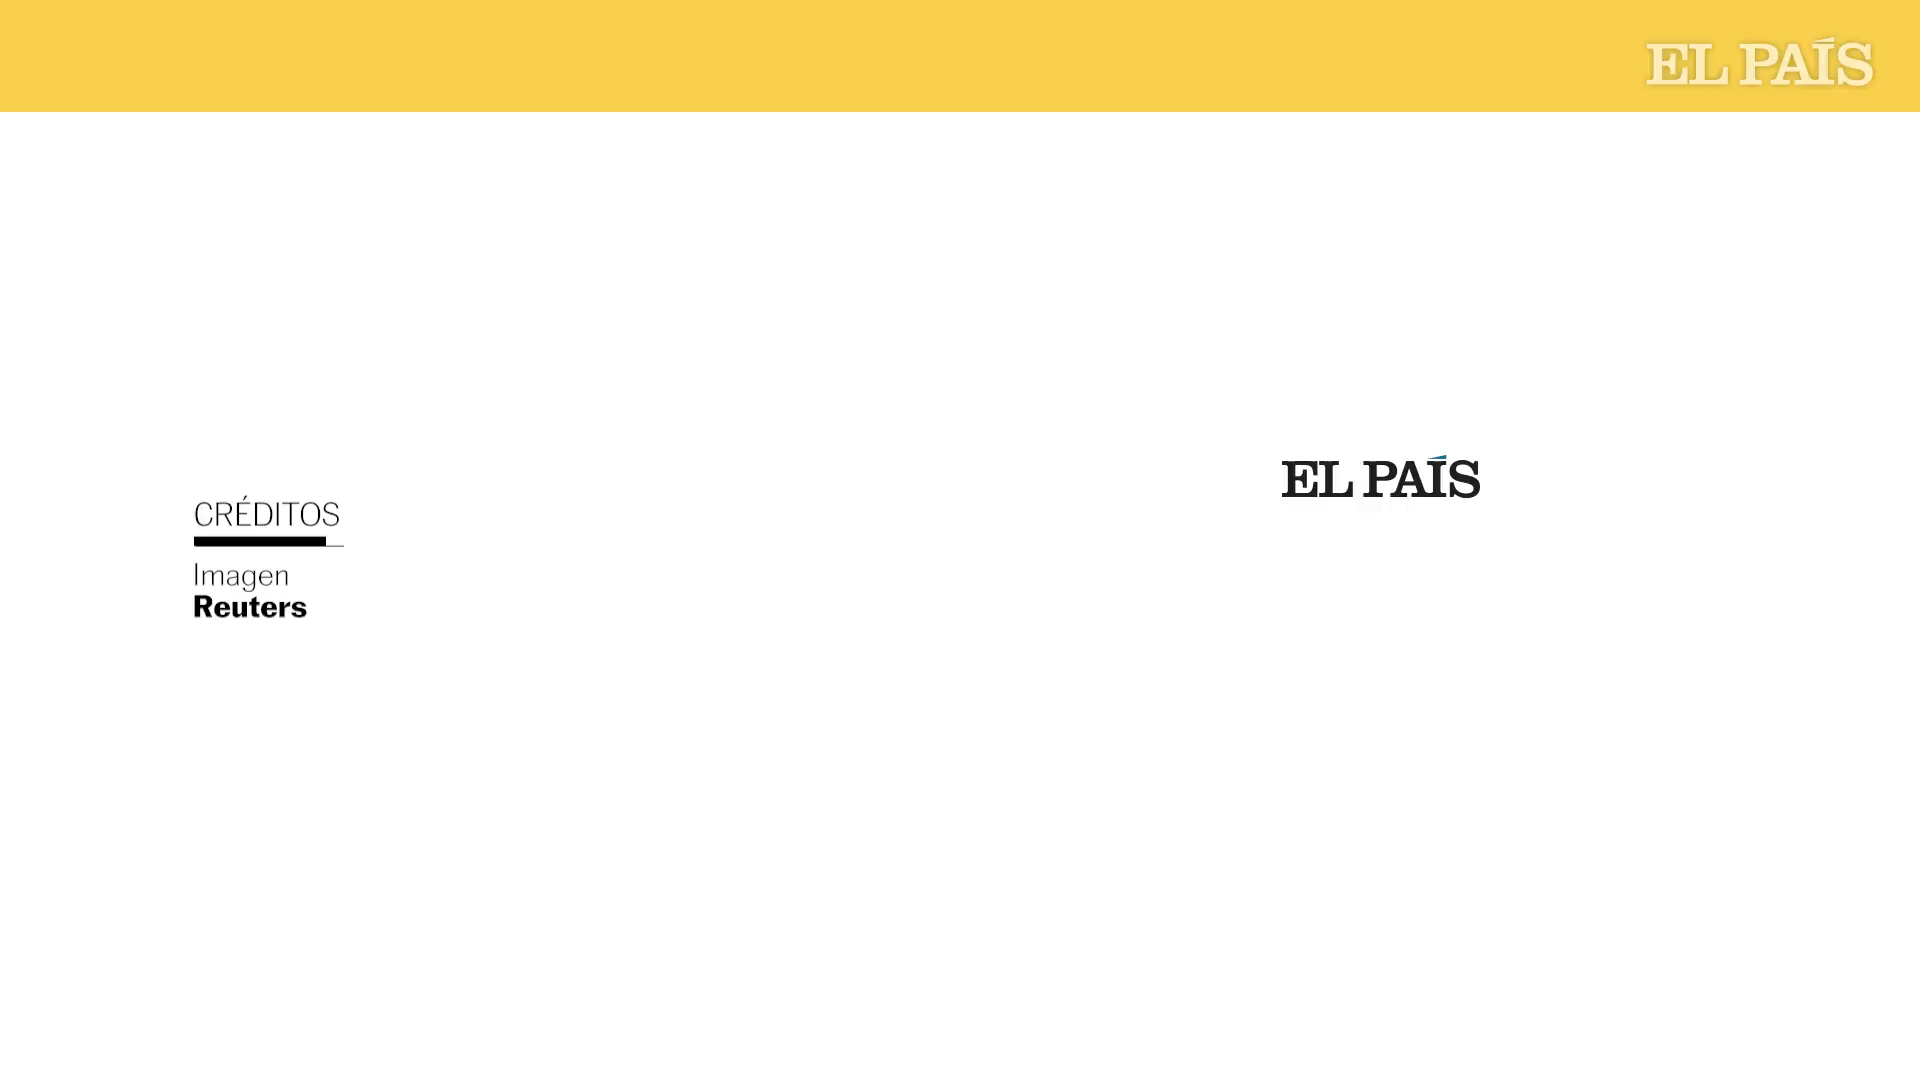 EL PAÍS
EL PAÍS
CRÉDITOS
Imagen
Reuters